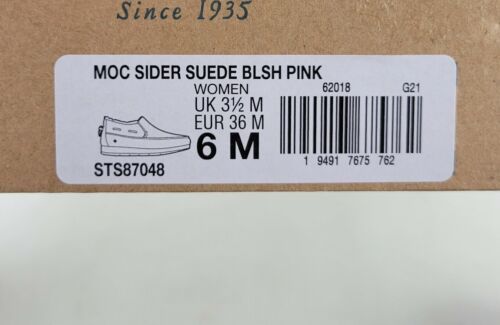 Since 1935
MOC SIDER SUEDE BLSH PINK
WOMEN
UK 3½ M
EUR 36 M
6 M
62018 G21
1 9491 7675 762
STS87048